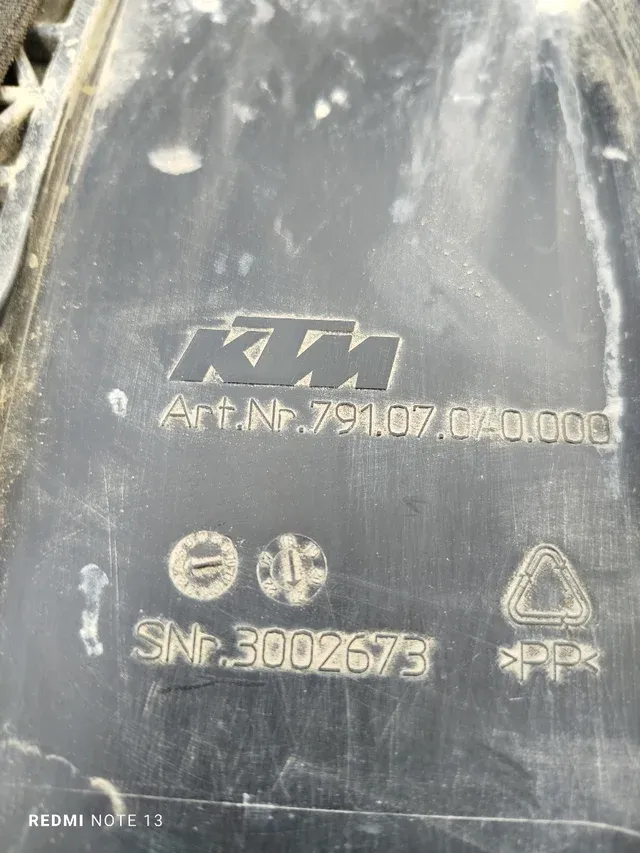 KTM
Art.Nr.791.07.040.000
SNr.3002673
>PP<
REDMI NOTE 13